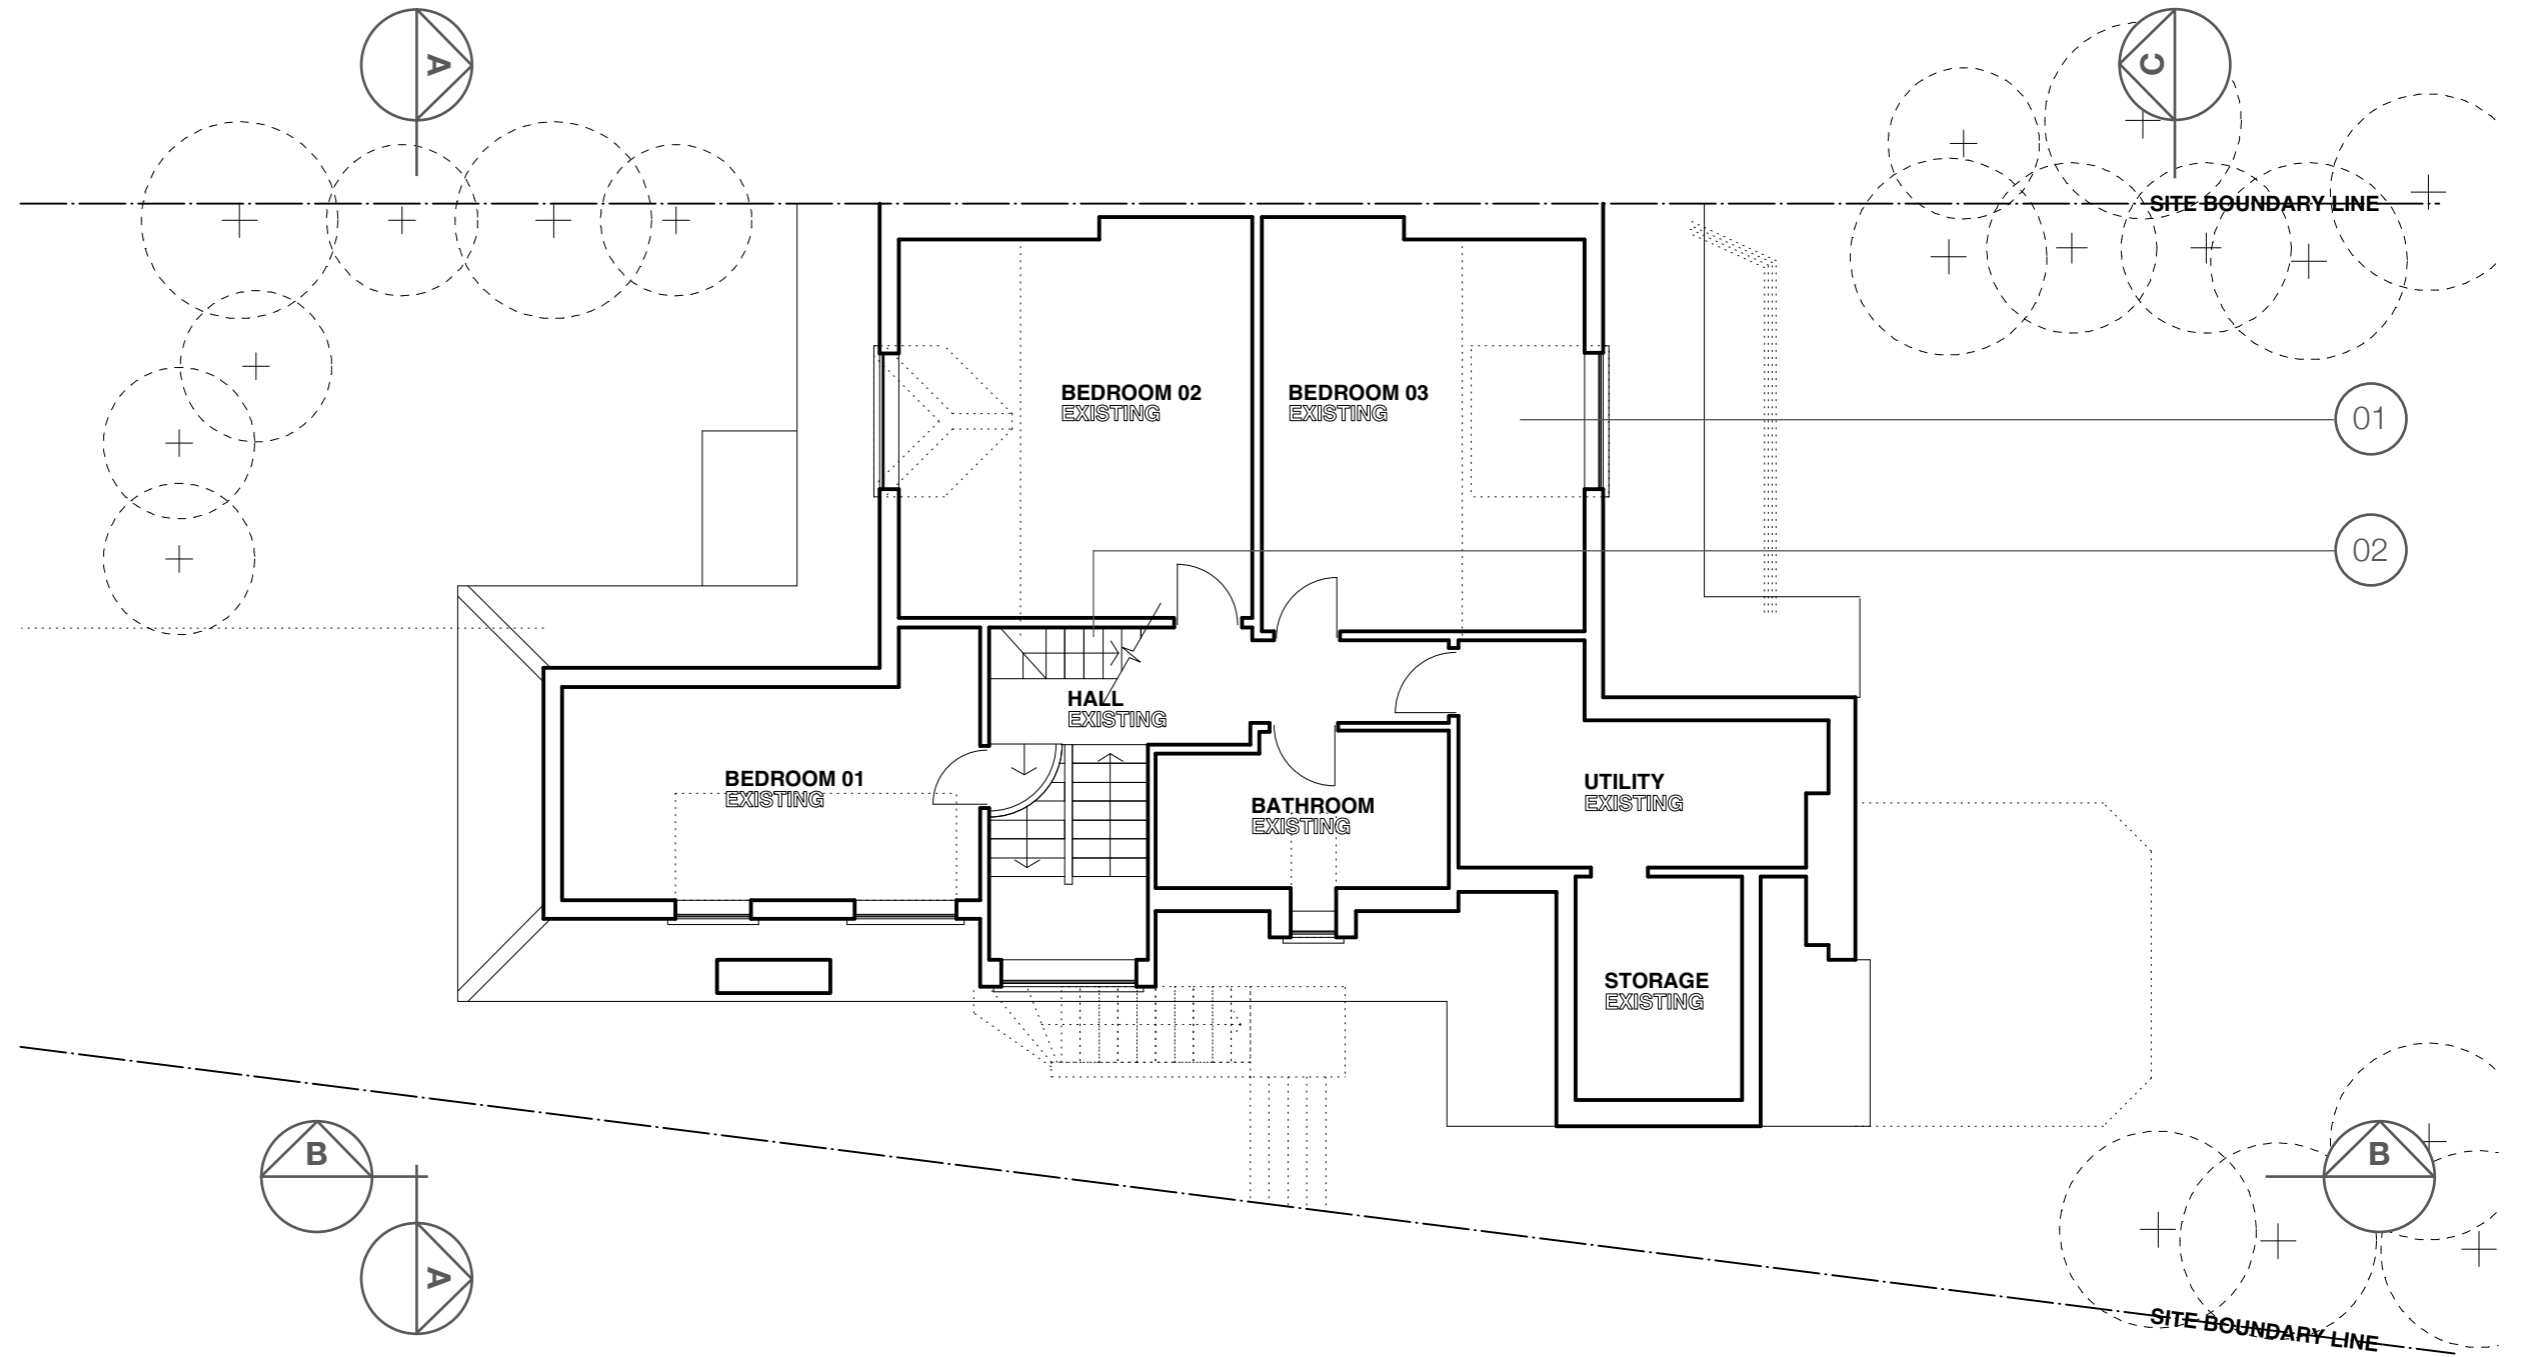 A
C
SITE BOUNDARY LINE
BEDROOM 02
EXISTING
BEDROOM 03
EXISTING
01
02
HALL
EXISTING
BEDROOM 01
EXISTING
BATHROOM
EXISTING
UTILITY
EXISTING
STORAGE
EXISTING
B
B
A
SITE BOUNDARY LINE